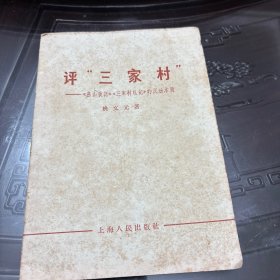 评“三家村”
——《燕山夜话》《三家村札记》的反动本质
姚文元著
上海人民出版社